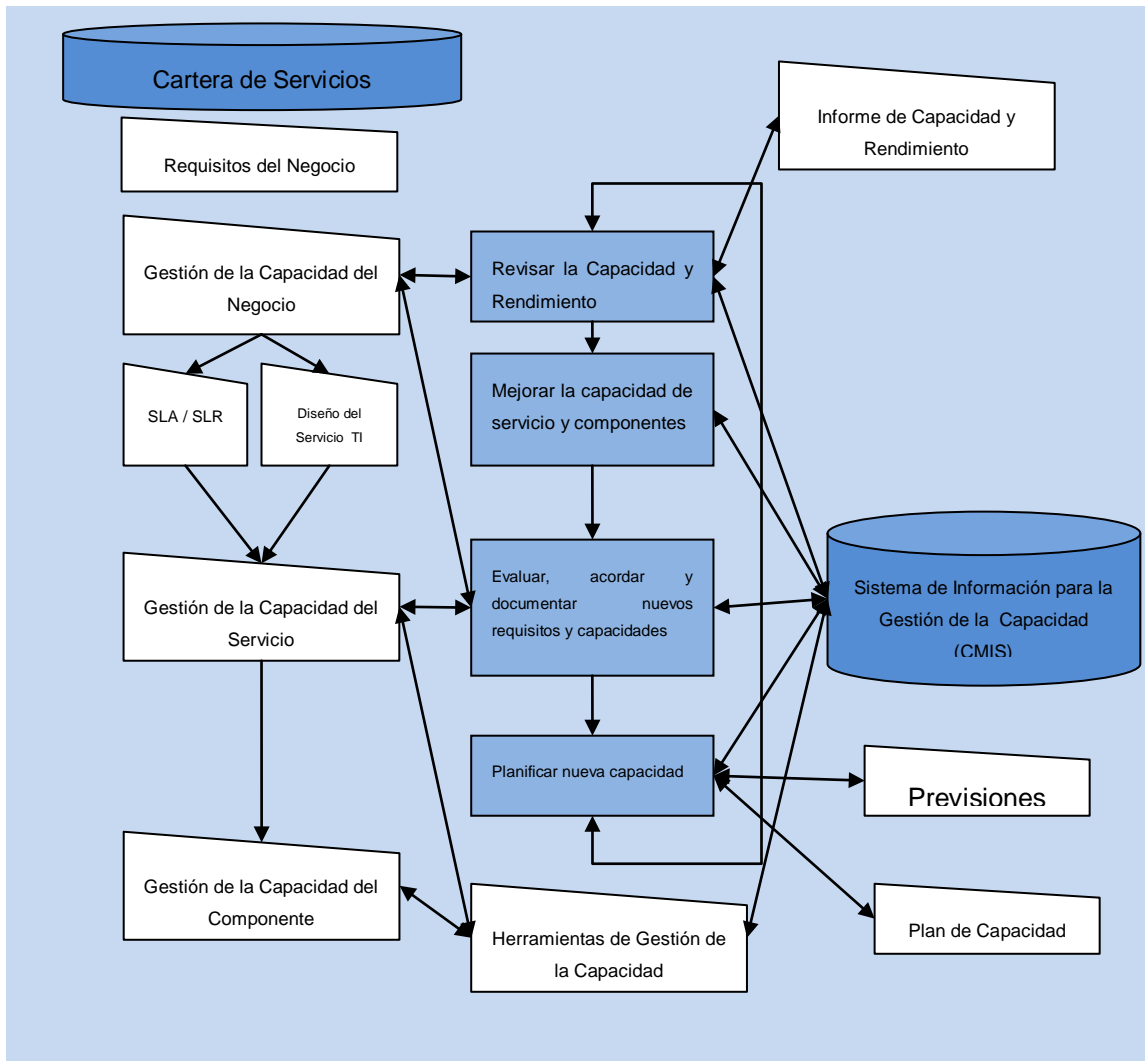 Cartera de Servicios
Requisitos del Negocio
Gestión de la Capacidad del
Negocio
SLA / SLR
Diseño del
Servicio TI
Gestión de la Capacidad del
Servicio
Gestión de la Capacidad del
Componente
Revisar la Capacidad y
Rendimiento
Mejorar la capacidad de
servicio y componentes
Evaluar, acordar y
documentar nuevos
requisitos y capacidades
Planificar nueva capacidad
Herramientas de Gestión de
la Capacidad
Informe de Capacidad y
Rendimiento
Sistema de Información para la
Gestión de la Capacidad
(CMIS)
Previsiones
Plan de Capacidad